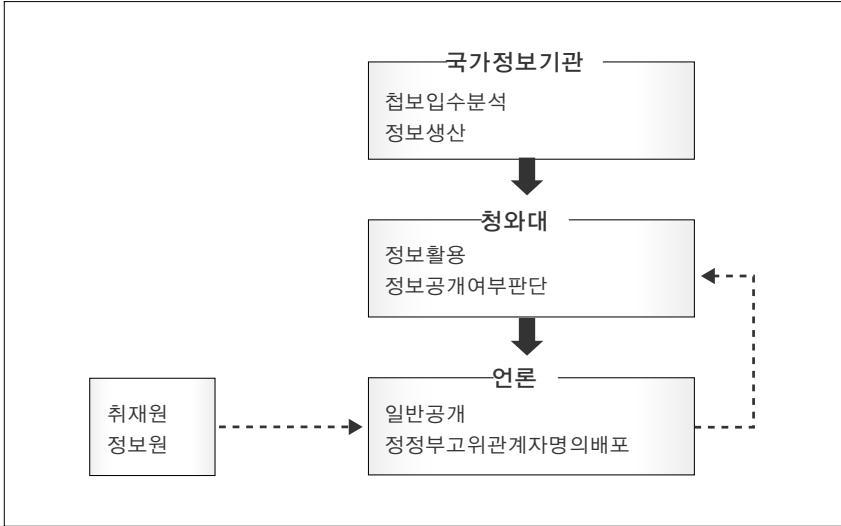 국가정보기관
첩보입수분석
정보생산
청와대
정보활용
정보공개여부판단
언론
취재원
정보원
일반공개
정정부고위관계자명의배포